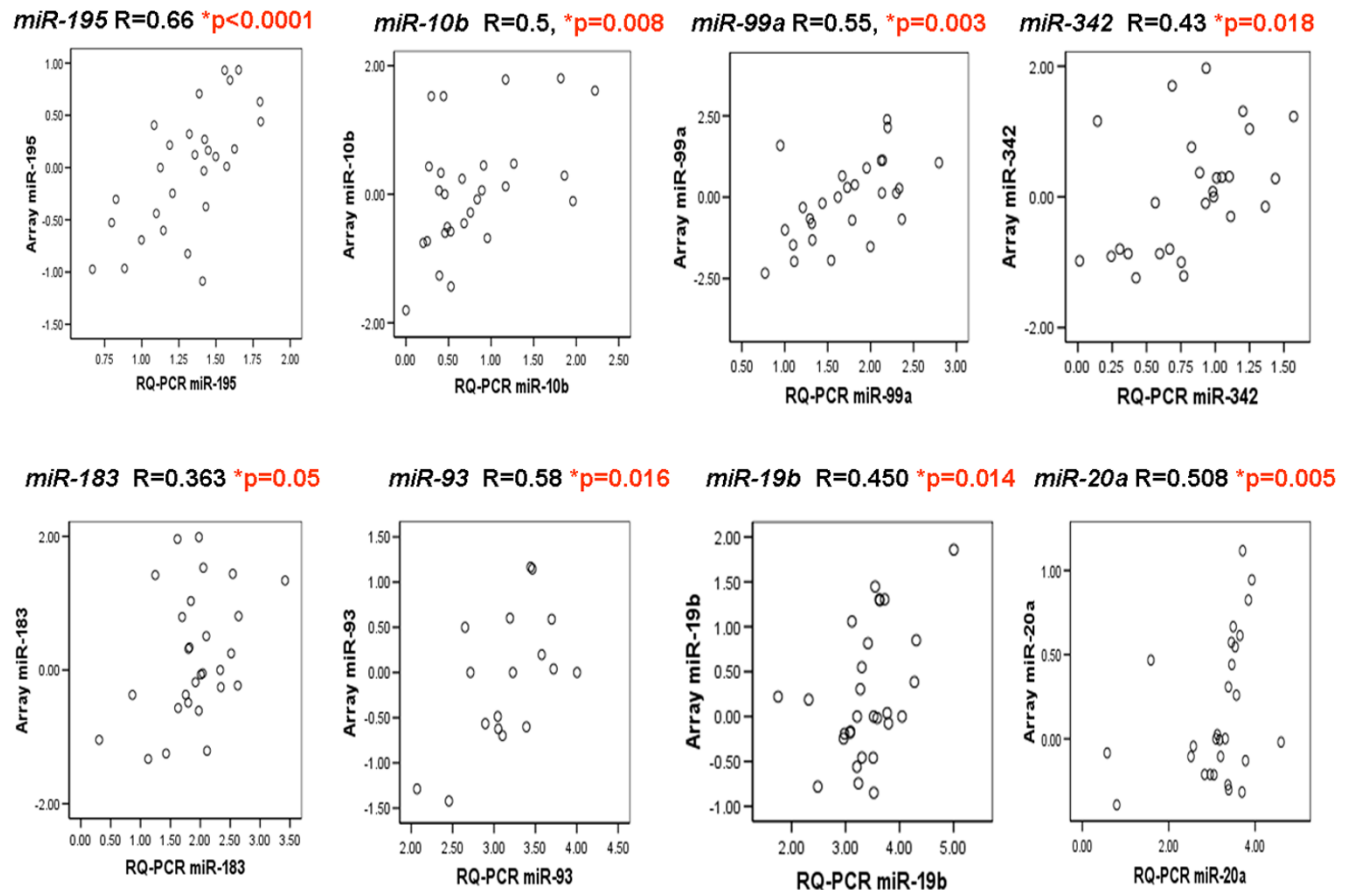 miR-195 R=0.66 *p<0.0001
1.00
0.50
0.00
-0.50
-1.00
-1.50
Array miR-195
0.75 1.00 1.25 1.50 1.75 2.00
RQ-PCR miR-195
miR-10b R=0.5, *p=0.008
2.00
0.00
-2.00
Array miR-10b
0.00 0.50 1.00 1.50 2.00 2.50
RQ-PCR miR-10b
miR-99a R=0.55, *p=0.003
2.50
0.00
-2.50
Array miR-99a
0.50 1.00 1.50 2.00 2.50 3.00
RQ-PCR miR-99a
miR-342 R=0.43 *p=0.018
2.00
0.00
-2.00
Array miR-342
0.00 0.25 0.50 0.75 1.00 1.25 1.50
RQ-PCR miR-342
miR-183 R=0.363 *p=0.05
2.00
0.00
-2.00
Array miR-183
0.00 0.50 1.00 1.50 2.00 2.50 3.00 3.50
RQ-PCR miR-183
miR-93 R=0.58 *p=0.016
1.50
1.00
0.50
0.00
-0.50
-1.00
-1.50
Array miR-93
2.00 2.50 3.00 3.50 4.00 4.50
RQ-PCR miR-93
miR-19b R=0.450 *p=0.014
2.00
1.50
1.00
0.50
0.00
-0.50
-1.00
Array miR-19b
2.00 3.00 4.00 5.00
RQ-PCR miR-19b
miR-20a R=0.508 *p=0.005
1.00
0.50
0.00
Array miR-20a
0.00 2.00 4.00
RQ-PCR miR-20a